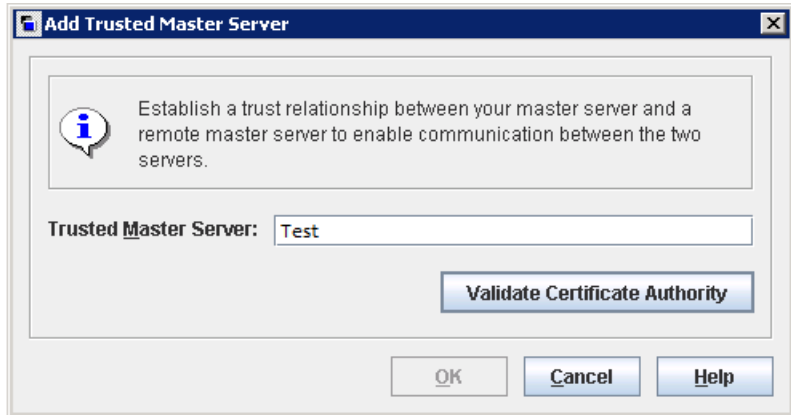 Add Trusted Master Server
Establish a trust relationship between your master server and a
remote master server to enable communication between the two
servers.
Trusted Master Server: Test
Validate Certificate Authority
OK Cancel Help